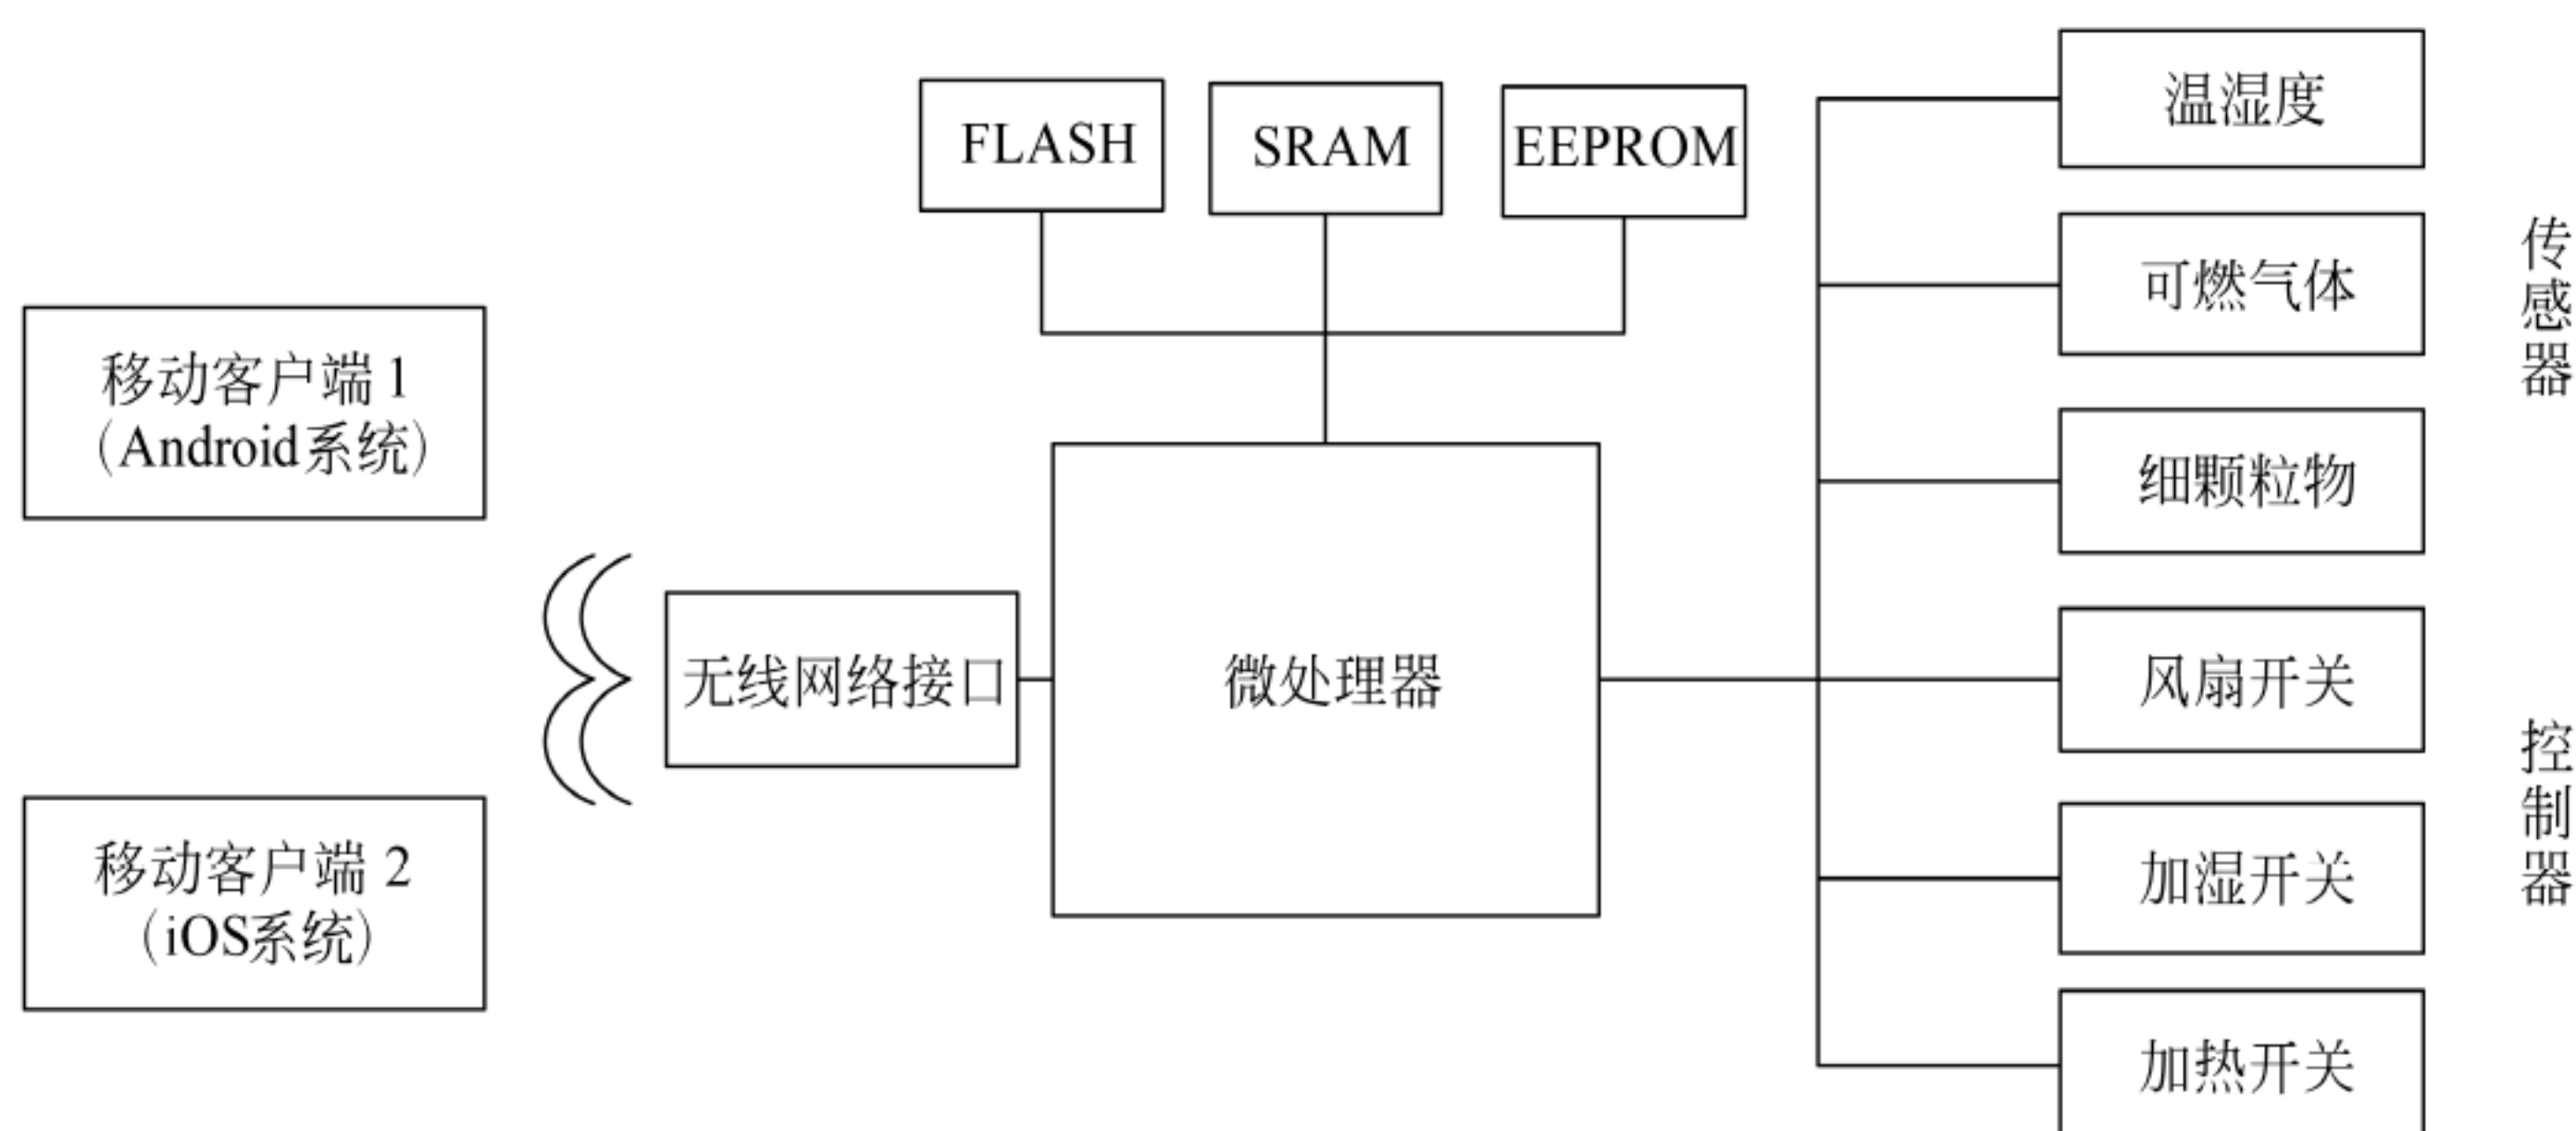 FLASH
SRAM
EEPROM
移动客户端 1
（Android系统）
移动客户端 2
（iOS系统）
无线网络接口
微处理器
温湿度
可燃气体
细颗粒物
传感器
风扇开关
加湿开关
加热开关
控制器